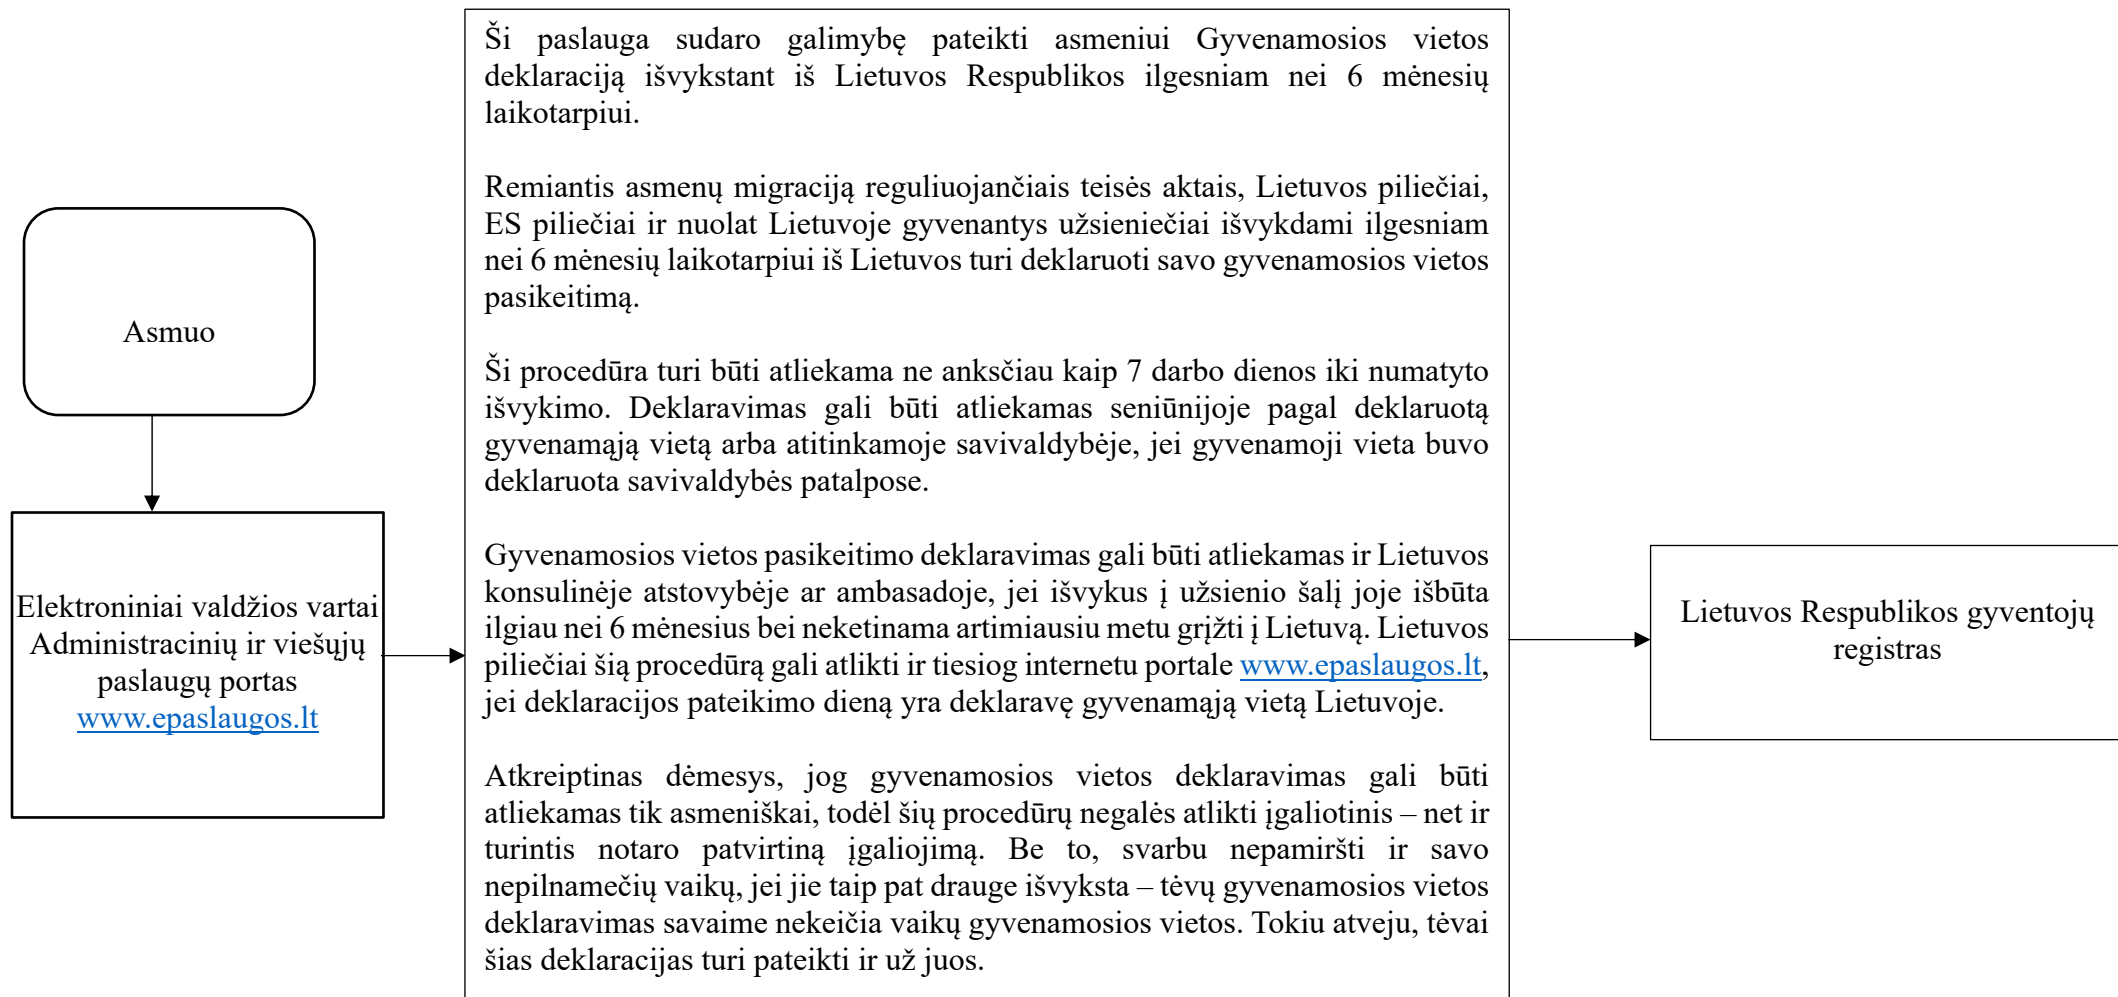 Asmuo
Elektroniniai valdžios vartai
Administracinių ir viešųjų
paslaugų portas
www.epaslaugos.lt
Ši paslauga sudaro galimybę pateikti asmeniui Gyvenamosios vietos
deklaraciją išvykstant iš Lietuvos Respublikos ilgesniam nei 6 mėnesių
laikotarpiui.
Remiantis asmenų migraciją reguliuojančiais teisės aktais, Lietuvos piliečiai,
ES piliečiai ir nuolat Lietuvoje gyvenantys užsieniečiai išvykdami ilgesniam
nei 6 mėnesių laikotarpiui iš Lietuvos turi deklaruoti savo gyvenamosios vietos
pasikeitimą.
Ši procedūra turi būti atliekama ne anksčiau kaip 7 darbo dienos iki numatyto
išvykimo. Deklaravimas gali būti atliekamas seniūnijoje pagal deklaruotą
gyvenamąją vietą arba atitinkamoje savivaldybėje, jei gyvenamoji vieta buvo
deklaruota savivaldybės patalpose.
Gyvenamosios vietos pasikeitimo deklaravimas gali būti atliekamas ir Lietuvos
konsulinėje atstovybėje ar ambasadoje, jei išvykus į užsienio šalį joje išbūta
ilgiau nei 6 mėnesius bei neketinama artimiausiu metu grįžti į Lietuvą. Lietuvos
piliečiai šią procedūrą gali atlikti ir tiesiog internetu portale www.epaslaugos.lt,
jei deklaracijos pateikimo dieną yra deklaravę gyvenamąją vietą Lietuvoje.
Atkreiptinas dėmesys, jog gyvenamosios vietos deklaravimas gali būti
atliekamas tik asmeniškai, todėl šių procedūrų negalės atlikti įgaliotinis – net ir
turintis notaro patvirtiną įgaliojimą. Be to, svarbu nepamiršti ir savo
nepilnamečių vaikų, jei jie taip pat drauge išvyksta – tėvų gyvenamosios vietos
deklaravimas savaime nekeičia vaikų gyvenamosios vietos. Tokiu atveju, tėvai
šias deklaracijas turi pateikti ir už juos.
Lietuvos Respublikos gyventojų
registras